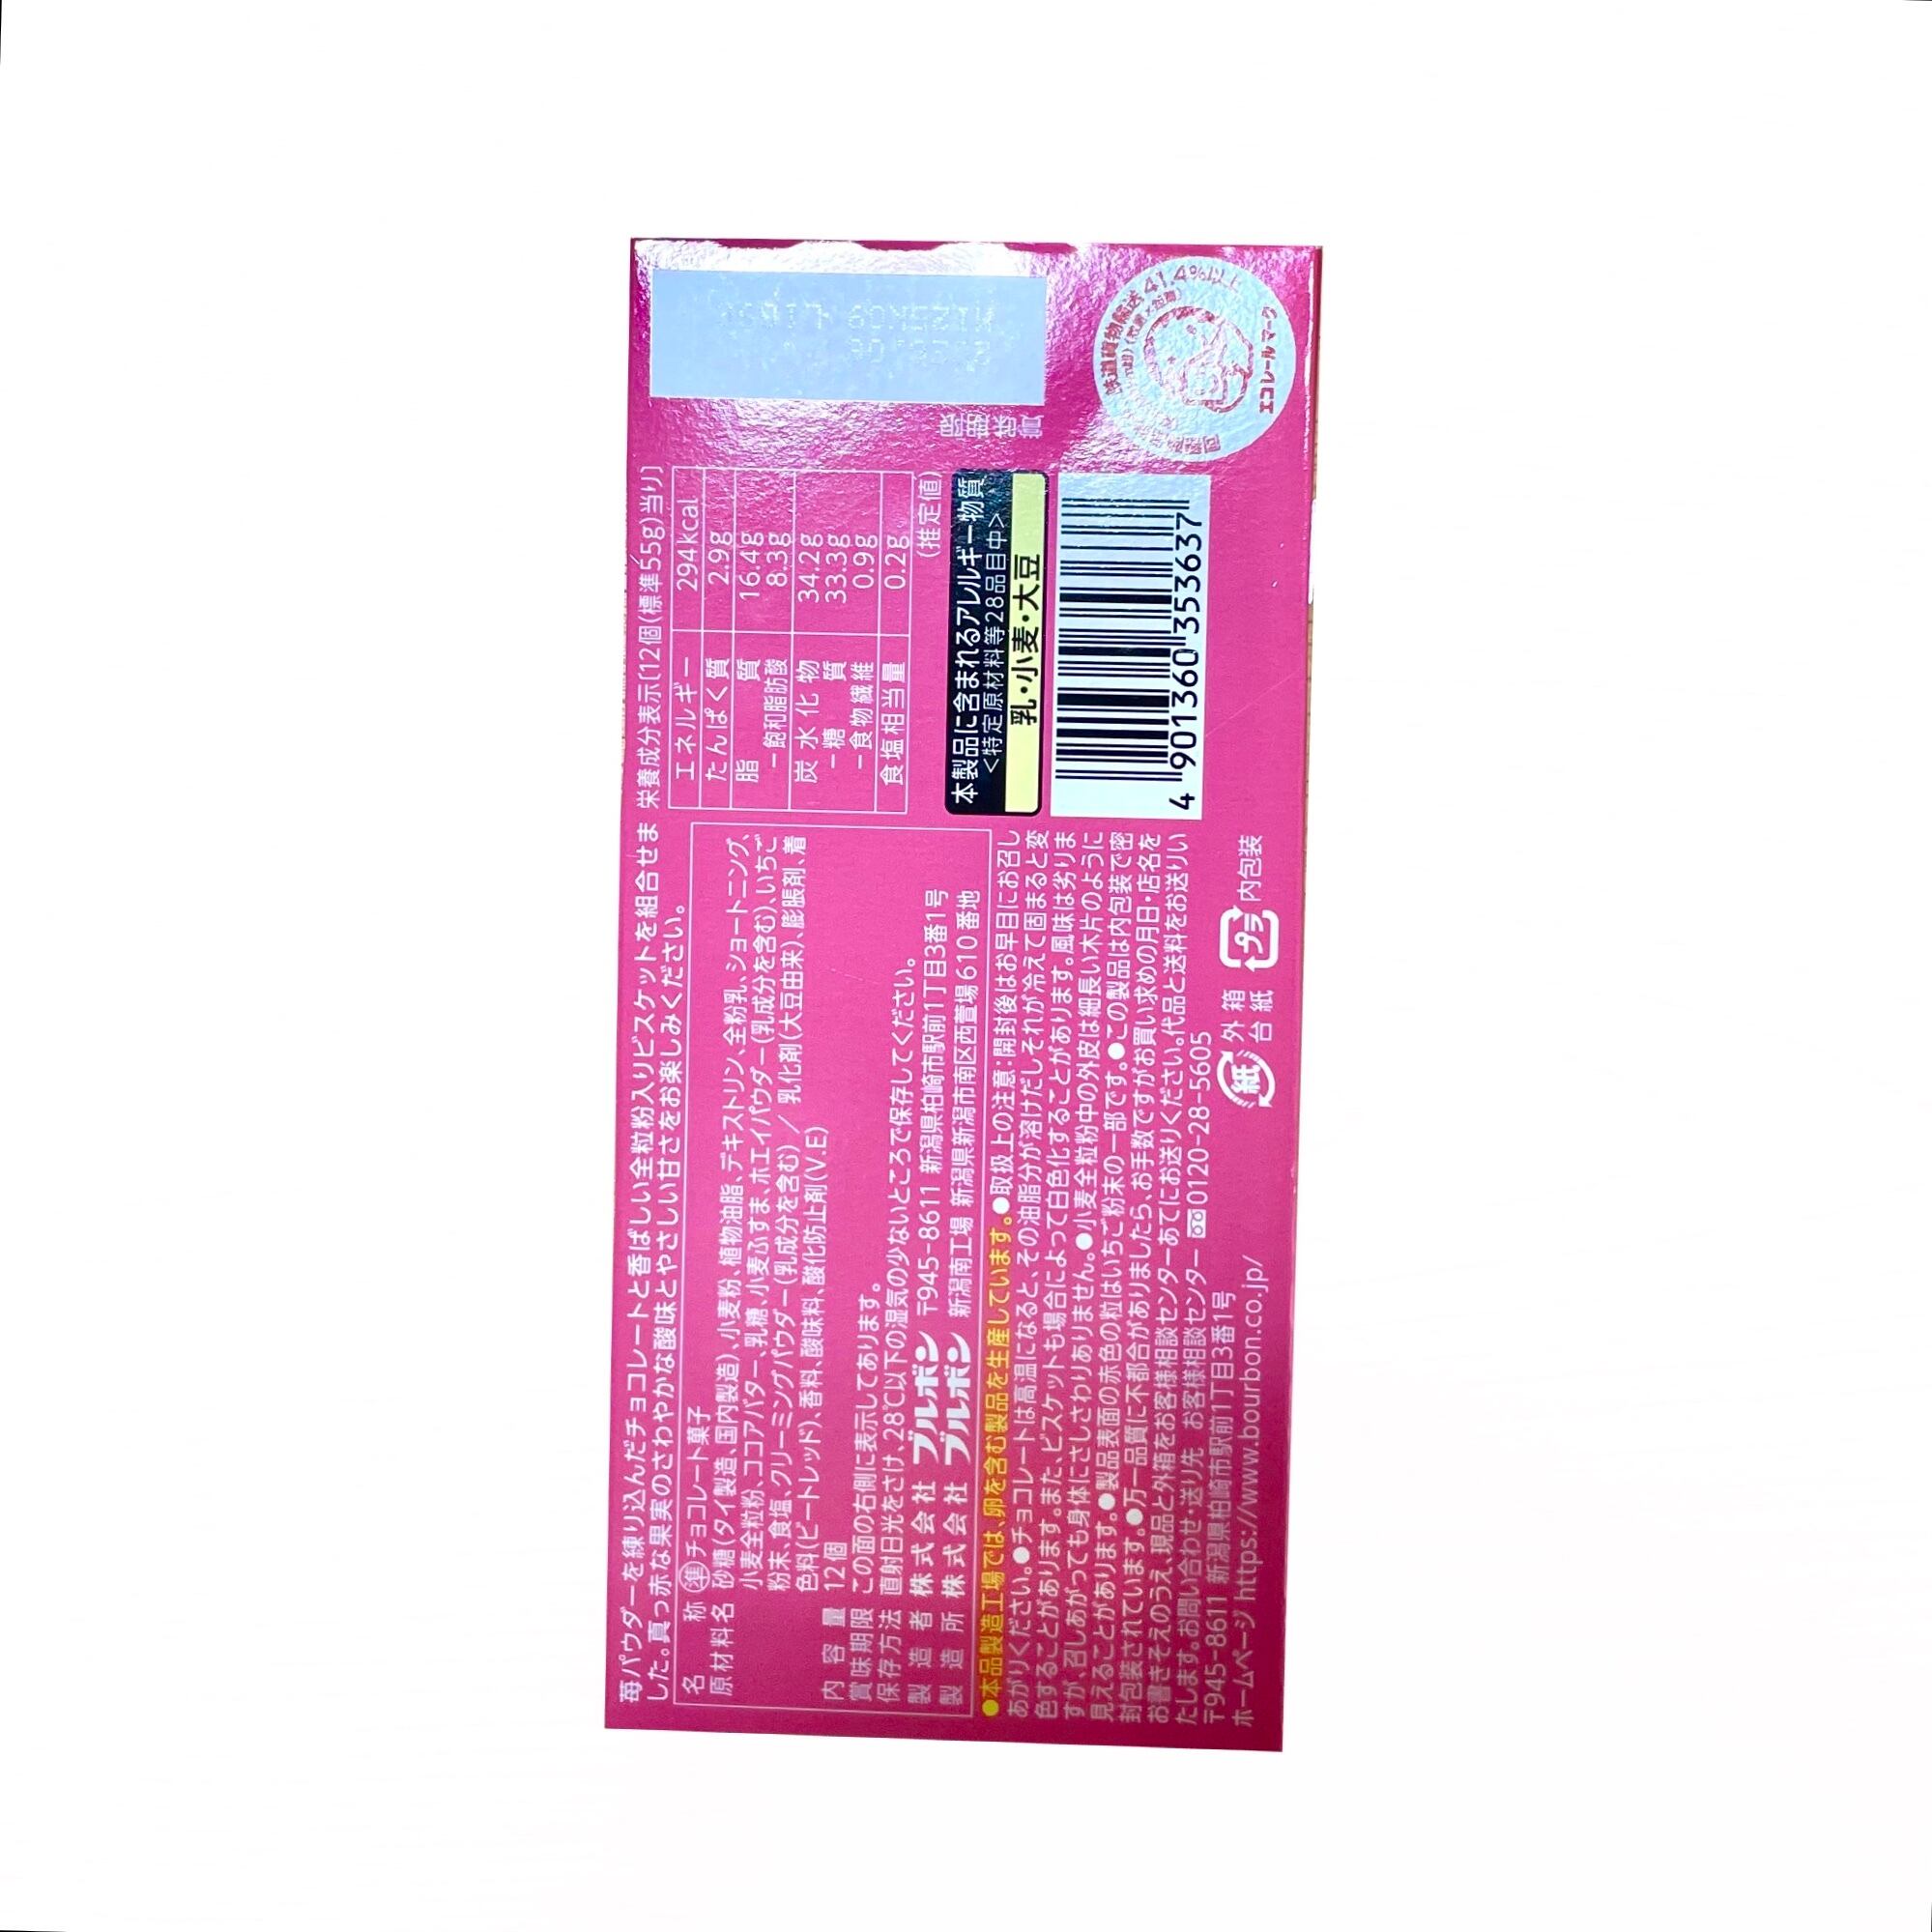 苺パウダーを練り込んだチョコレートと香ばしい全粒粉入りビスケットを組合せま
した。真っ赤な果実のさわやかな酸味とやさしい甘さをお楽しみください。
名称 準チョコレート菓子
原材料名 砂糖(タイ製造、国内製造)、小麦粉、植物油脂、デキストリン、全粉乳、ショートニング、
小麦全粒粉、ココアバター、乳糖、小麦ふすま、ホエイパウダー(乳成分を含む)、いちご
粉末、食塩、クリーミングパウダー(乳成分を含む)/乳化剤(大豆由来)、膨脹剤、着
色料(ビートレッド)、香料、酸味料、酸化防止剤(V.E)
内容量 12個
賞味期限 この面の右側に表示してあります。
保存方法 直射日光をさけ、28℃以下の湿気の少ないところで保存してください。
製造者 株式会社 ブルボン 〒945-8611 新潟県柏崎市駅前1丁目3番1号
製造所 株式会社 ブルボン 新潟南工場 新潟県新潟市南区西萱場610番地
●本品製造工場では、卵を含む製品を生産しています。●取扱上の注意:開封後はお早目にお召し
あがりください。●チョコレートは高温になると、その油脂分が溶けだしそれが冷えて固まると変
色することがあります。また、ビスケットも場合によって白色化することがあります。風味は劣りま
すが、召しあがっても身体にさしさわりありません。●小麦全粒粉中の外皮は細長い木片のように
見えることがあります。●製品表面の赤色の粒はいちご粉末の一部です。●この製品は内包装で密
封包装されています。●万一品質に不都合がありましたら、お手数ですがお買い求めの月日・店名を
お書きそえのうえ、現品と外箱をお客様相談センターあてにお送りください。代品と送料をお送りい
たします。お問い合わせ・送り先 お客様相談センター 0120-28-5605
〒945-8611 新潟県柏崎市駅前1丁目3番1号
ホームページ https://www.bourbon.co.jp/
紙 外箱
台紙
プラ 内包装
栄養成分表示〔12個(標準55g)当り〕
エネルギー 294kcal
たんぱく質 2.9g
脂質 16.4g
-飽和脂肪酸 8.3g
炭水化物 34.2g
-糖質 33.3g
-食物繊維 0.9g
食塩相当量 0.2g
(推定値)
本製品に含まれるアレルギー物質
<特定原材料等28品目中>
乳・小麦・大豆
4 901360 353637
賞味
期限
鉄道貨物輸送41.4%以上
エコレールマーク